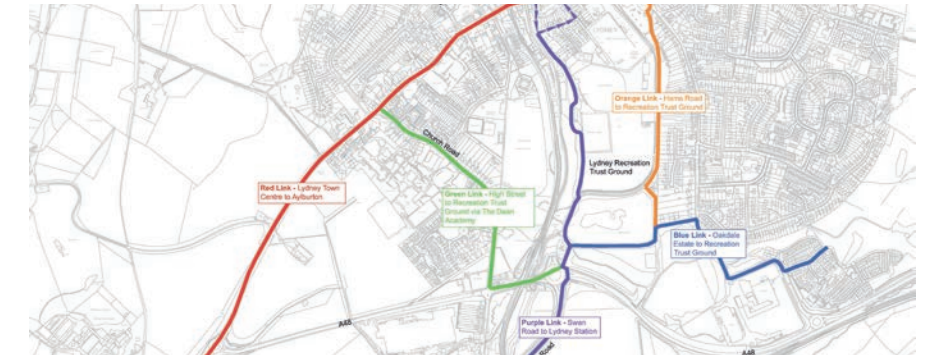 Orange Link - Hams Road
to Recreation Trust Ground
Church Road
Lydney Recreation
Trust Ground
Red Link - Lydney Town
Centre to Aylburton
Green Link - High Street
to Recreation Trust
Ground via The Dean
Academy
Blue Link - Oakdale
Estate to Recreation
Trust Ground
Purple Link - Swan
Road to Lydney Station
A48
Road
A48